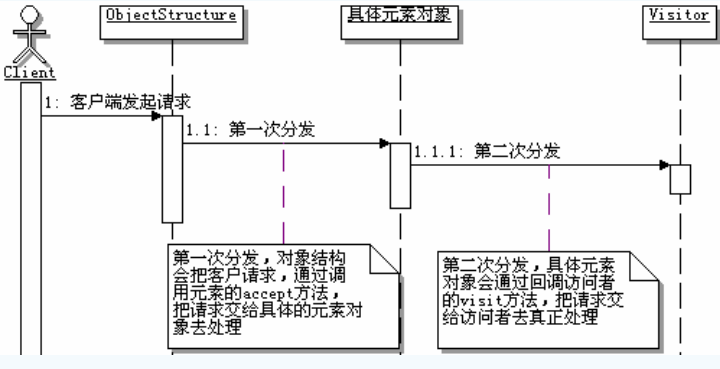 ObjectStructure
具体元素对象
Visitor
Client
1: 客户端发起请求
1.1: 第一次分发
1.1.1: 第二次分发
第一次分发，对象结构
会把客户请求，通过调
用元素的accept方法，
把请求交给具体的元素对
象去处理
第二次分发，具体元素
对象会通过回调访问者
的visit方法，把请求交
给访问者去真正处理